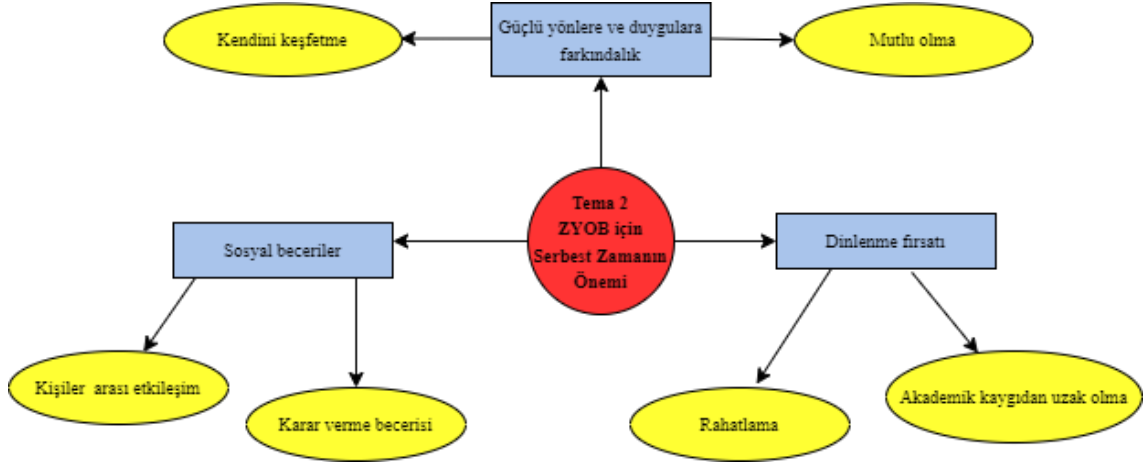 Kendini keşfetme
Güçlü yönlere ve duygulara
farkındalık
Mutlu olma
Tema 2
ZYOB için
Serbest Zamanın
Önemi
Sosyal beceriler
Dinlenme fırsatı
Kişiler arası etkileşim
Karar verme becerisi
Rahatlama
Akademik kaygıdan uzak olma